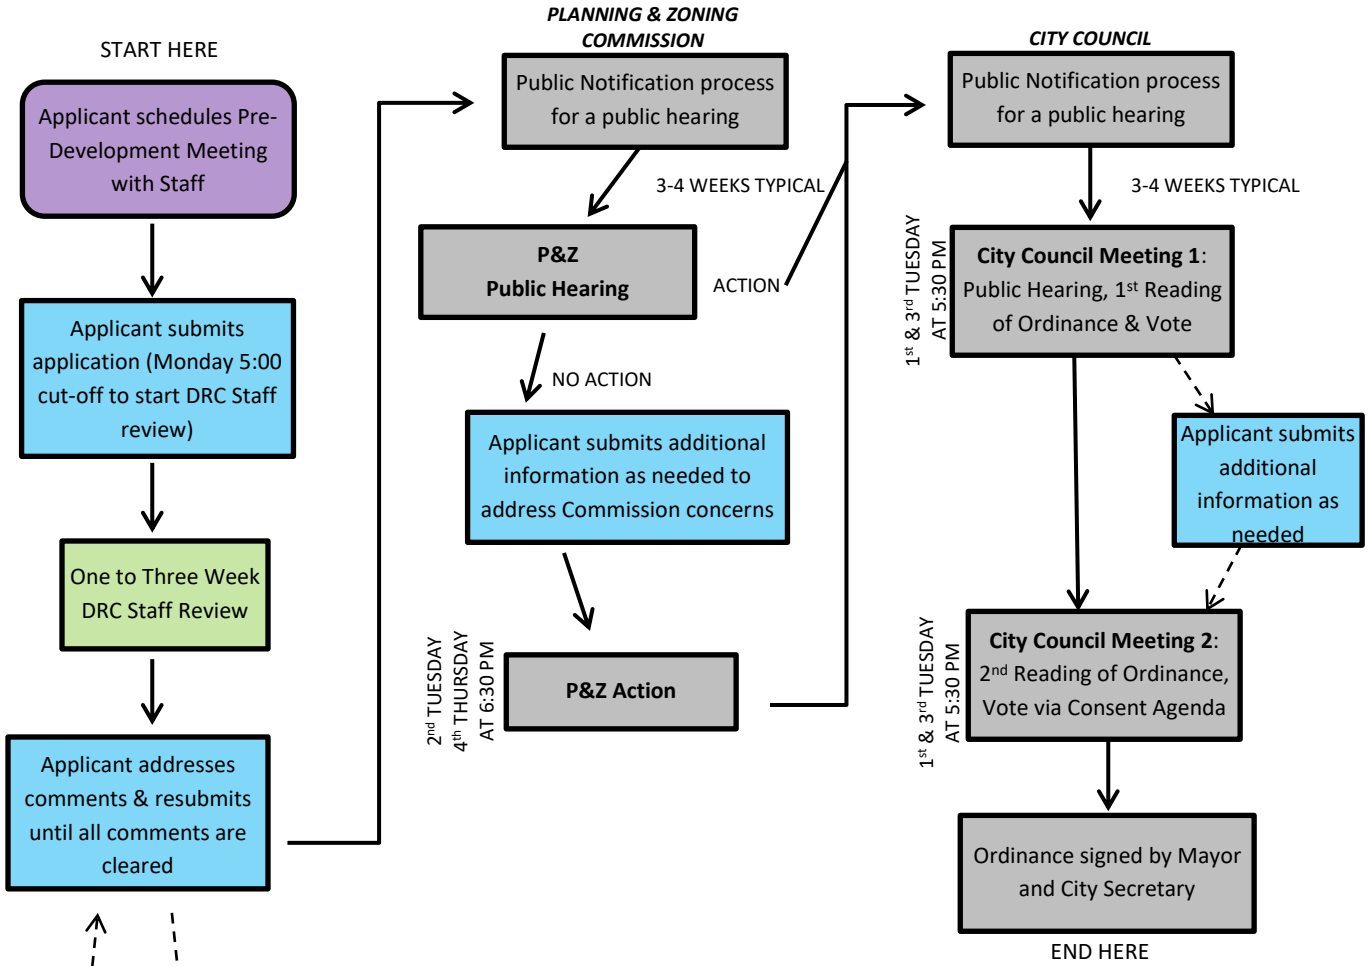 START HERE
Applicant schedules Pre-
Development Meeting
with Staff
Applicant submits
application (Monday 5:00
cut-off to start DRC Staff
review)
One to Three Week
DRC Staff Review
Applicant addresses
comments & resubmits
until all comments are
cleared
PLANNING & ZONING
COMMISSION
Public Notification process
for a public hearing
3-4 WEEKS TYPICAL
P&Z
Public Hearing
ACTION
NO ACTION
Applicant submits additional
information as needed to
address Commission concerns
2nd TUESDAY
4th THURSDAY
AT 6:30 PM
P&Z Action
CITY COUNCIL
Public Notification process
for a public hearing
3-4 WEEKS TYPICAL
1st & 3rd TUESDAY
AT 5:30 PM
City Council Meeting 1:
Public Hearing, 1st Reading
of Ordinance & Vote
Applicant submits
additional
information as
needed
1st & 3rd TUESDAY
AT 5:30 PM
City Council Meeting 2:
2nd Reading of Ordinance,
Vote via Consent Agenda
Ordinance signed by Mayor
and City Secretary
END HERE